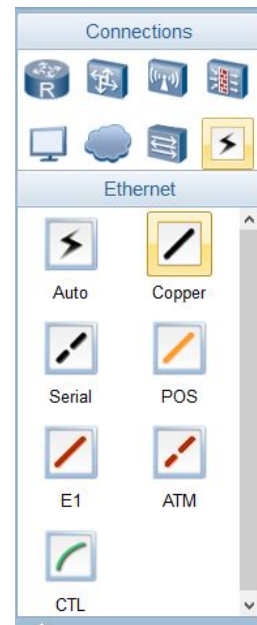 Connections
R
Ethernet
Auto Copper
Serial POS
E1 ATM
CTL